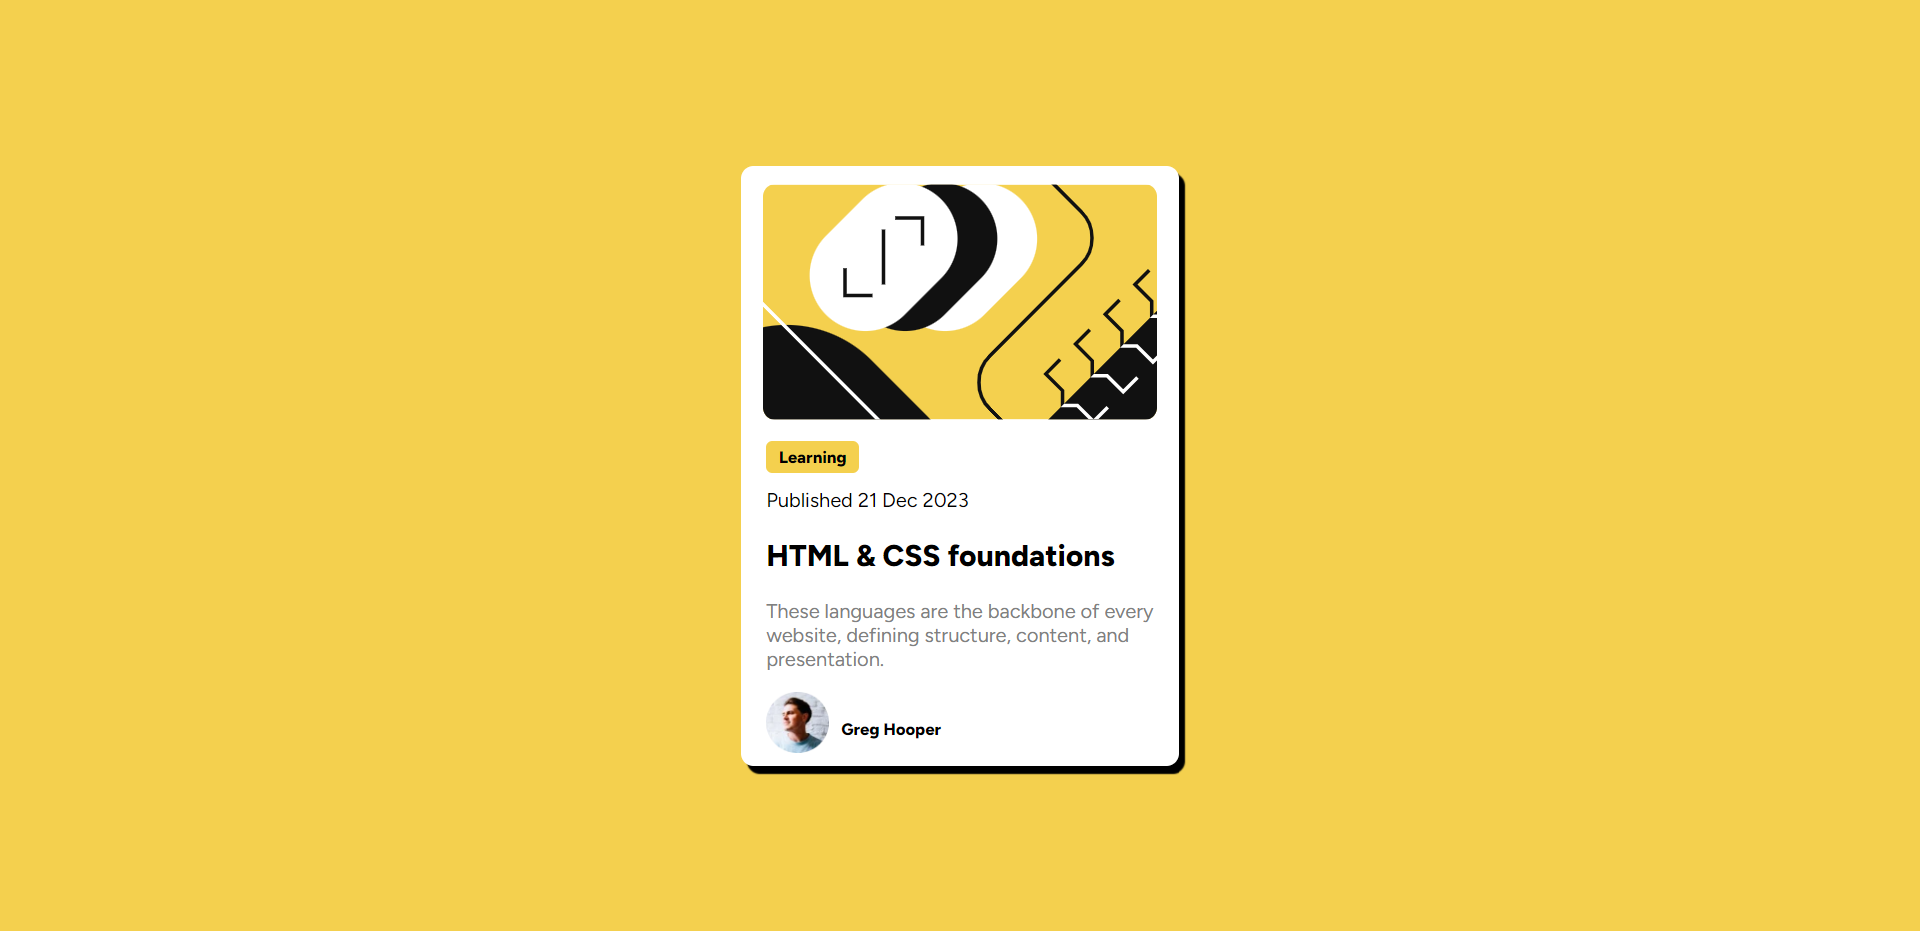 Learning
Published 21 Dec 2023
HTML & CSS foundations
These languages are the backbone of every
website, defining structure, content, and
presentation.
Greg Hooper